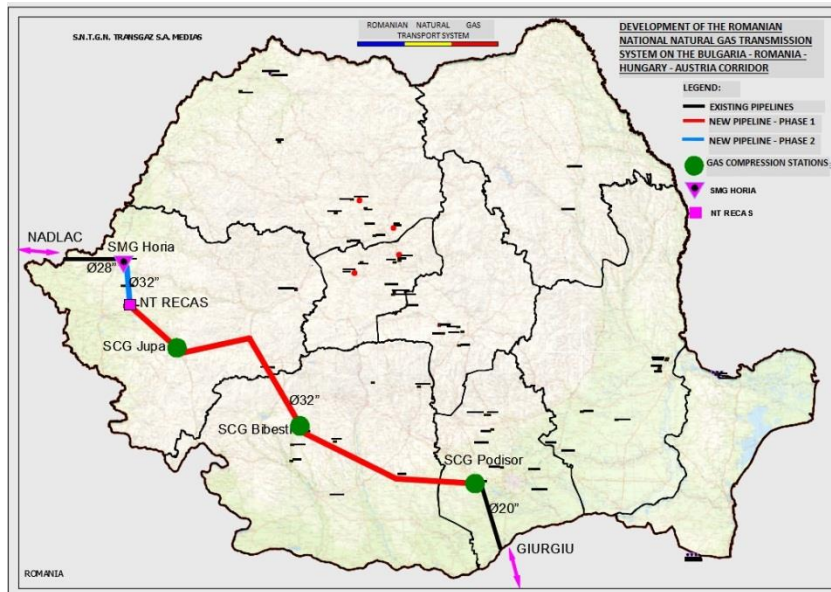 S.N.T.G.N. TRANSGAZ S.A. MEDIAS
ROMANIAN NATURAL GAS
TRANSPORT SYSTEM
DEVELOPMENT OF THE ROMANIAN
NATIONAL NATURAL GAS TRANSMISSION
SYSTEM ON THE BULGARIA - ROMANIA -
HUNGARY - AUSTRIA CORRIDOR
LEGEND:
EXISTING PIPELINES
NEW PIPELINE - PHASE 1
NEW PIPELINE - PHASE 2
GAS COMPRESSION STATIONS
SMG HORIA
NT RECAS
NADLAC
SMG Horia
Ø28"
Ø32"
NT RECAS
SCG Jupa
Ø32"
SCG Bibesti
SCG Podisor
Ø20"
GIURGIU
ROMANIA